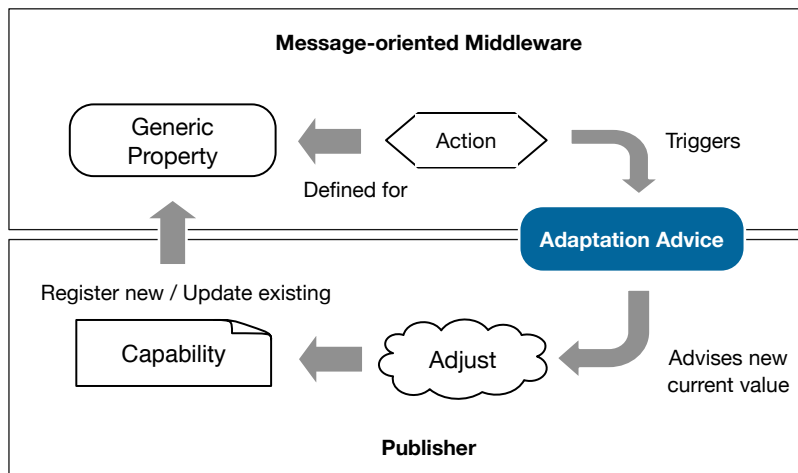 Message-oriented Middleware
Generic
Property
Action
Triggers
Defined for
Adaptation Advice
Register new / Update existing
Capability
Adjust
Advises new
current value
Publisher